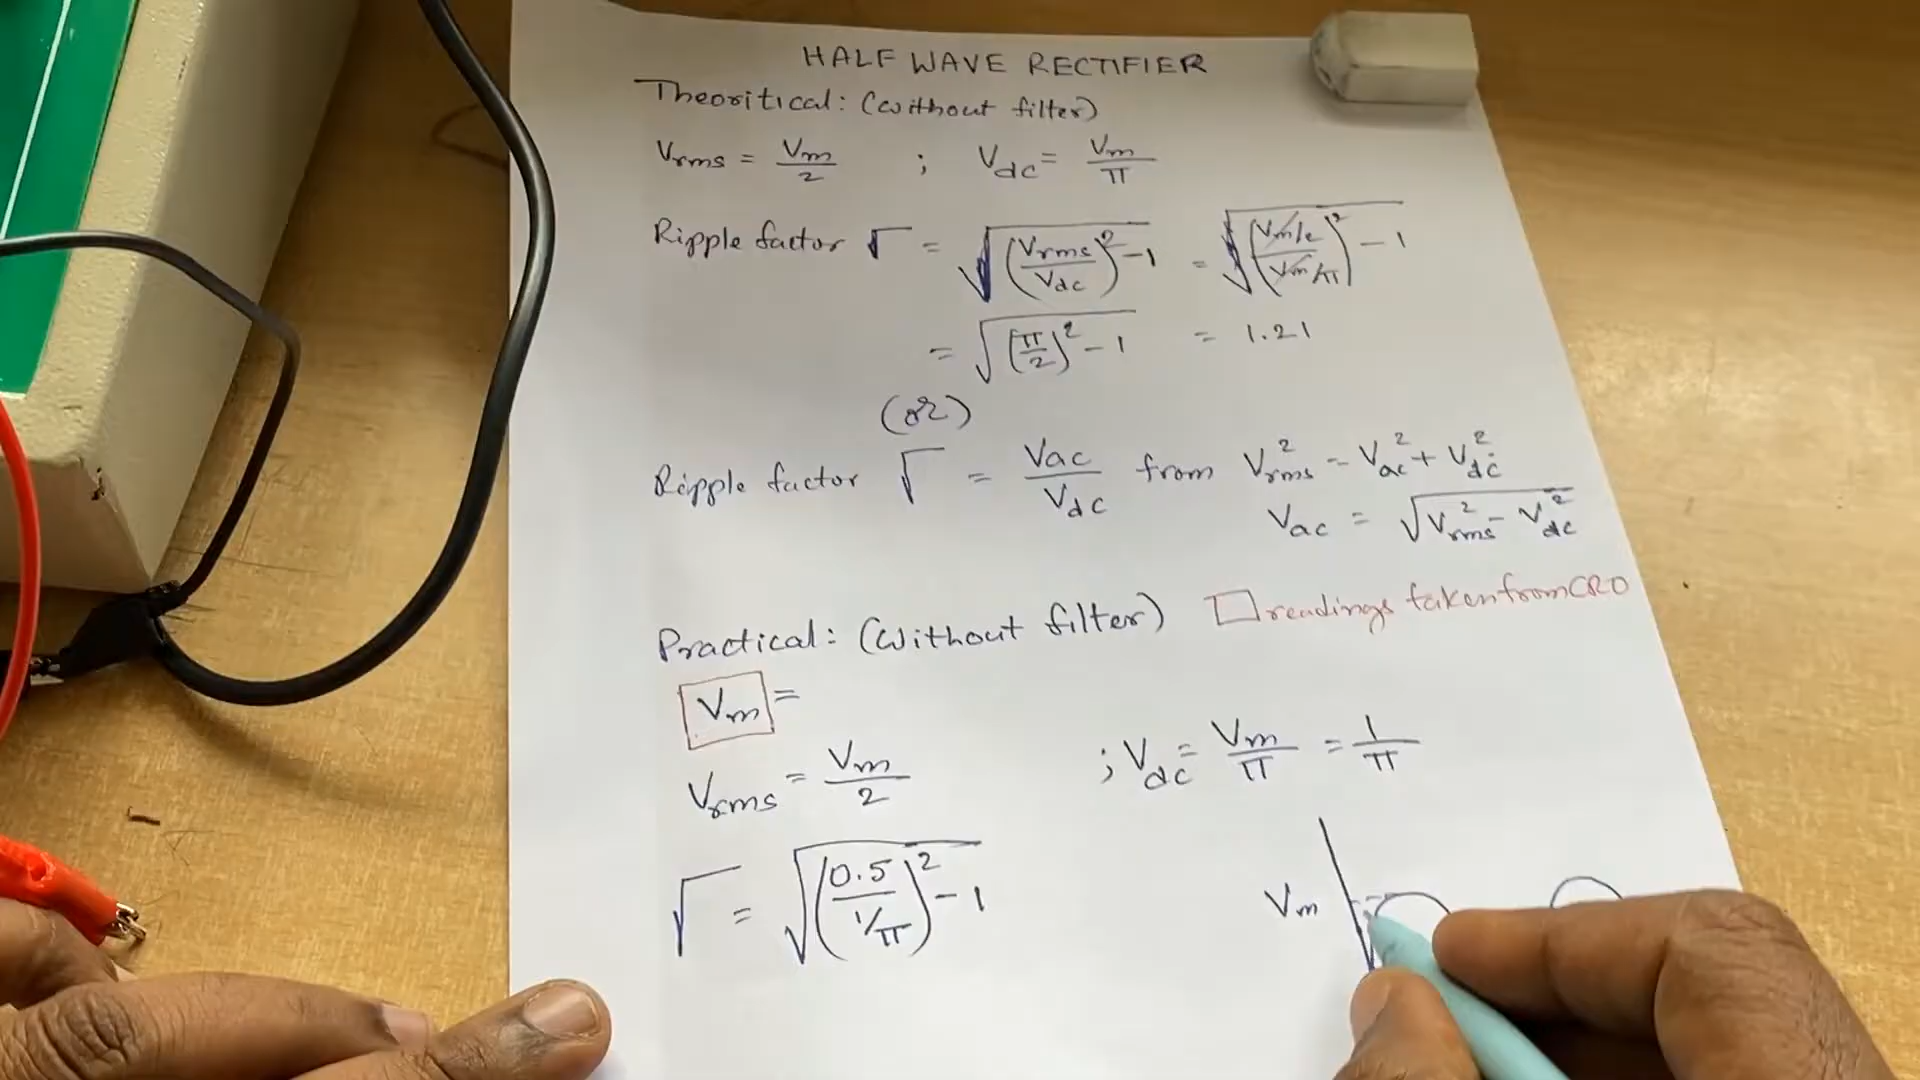 HALF WAVE RECTIFIER
Theoritical: (without filter)
Vrms = Vm/2 ; Vdc = Vm/π
Ripple factor Γ = √((Vrms/Vdc)² - 1) = √((Vm/2 / Vm/π)² - 1)
= √((π/2)² - 1) = 1.21
(or)
Ripple factor Γ = Vac/Vdc from Vrms² = Vac² + Vdc²
Vac = √(Vrms² - Vdc²)
Practical: (Without filter) □ readings taken from CRO
Vm =
Vrms = Vm/2 ; Vdc = Vm/π = 1/π
Γ = √((0.5 / 1/π)² - 1)
Vm